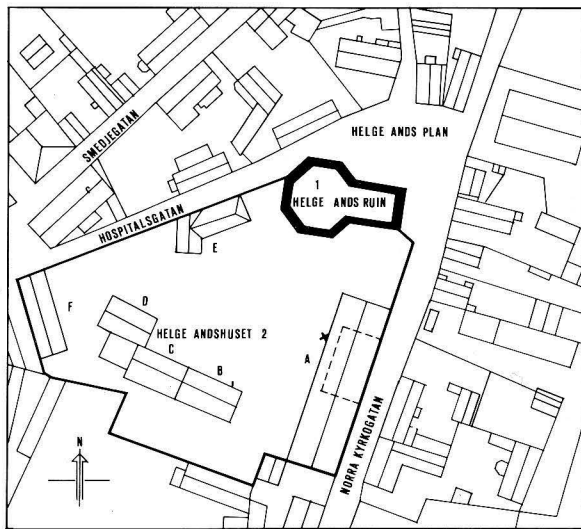 SMEDJEGATAN
HELGE ANDS PLAN
1
HELGE ANDS RUIN
HOSPITALSGATAN
E
F
D
HELGE ANDSHUSET 2
C
A
B
N
NORRA KYRKOGATAN